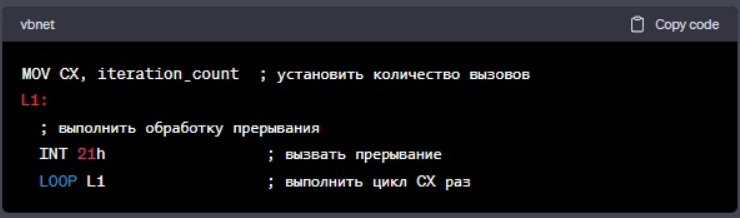 vbnet
Copy code
MOV CX, iteration_count ; установить количество вызовов
L1:
; выполнить обработку прерывания
INT 21h ; вызвать прерывание
LOOP L1 ; выполнить цикл CX раз